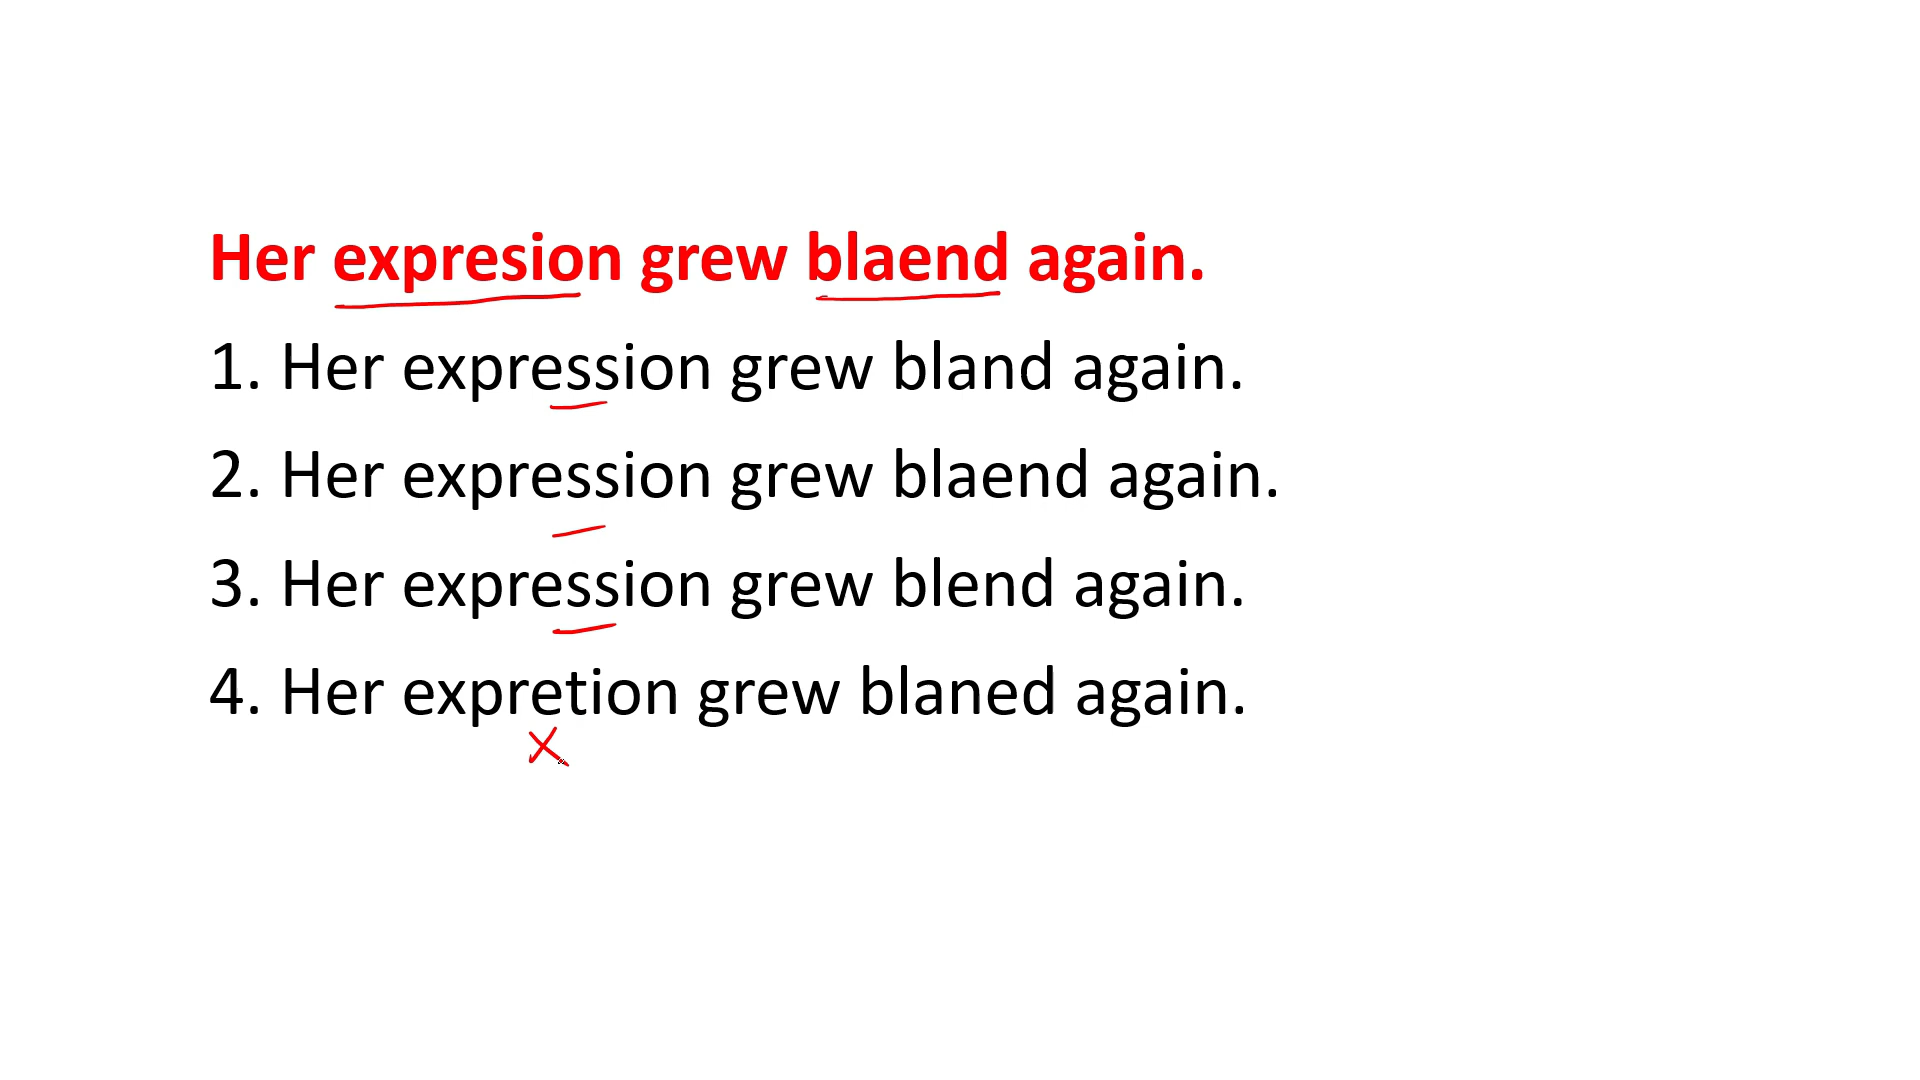 Her expresion grew blaend again.
1. Her expression grew bland again.
2. Her expression grew blaend again.
3. Her expression grew blend again.
4. Her expretion grew blaned again.